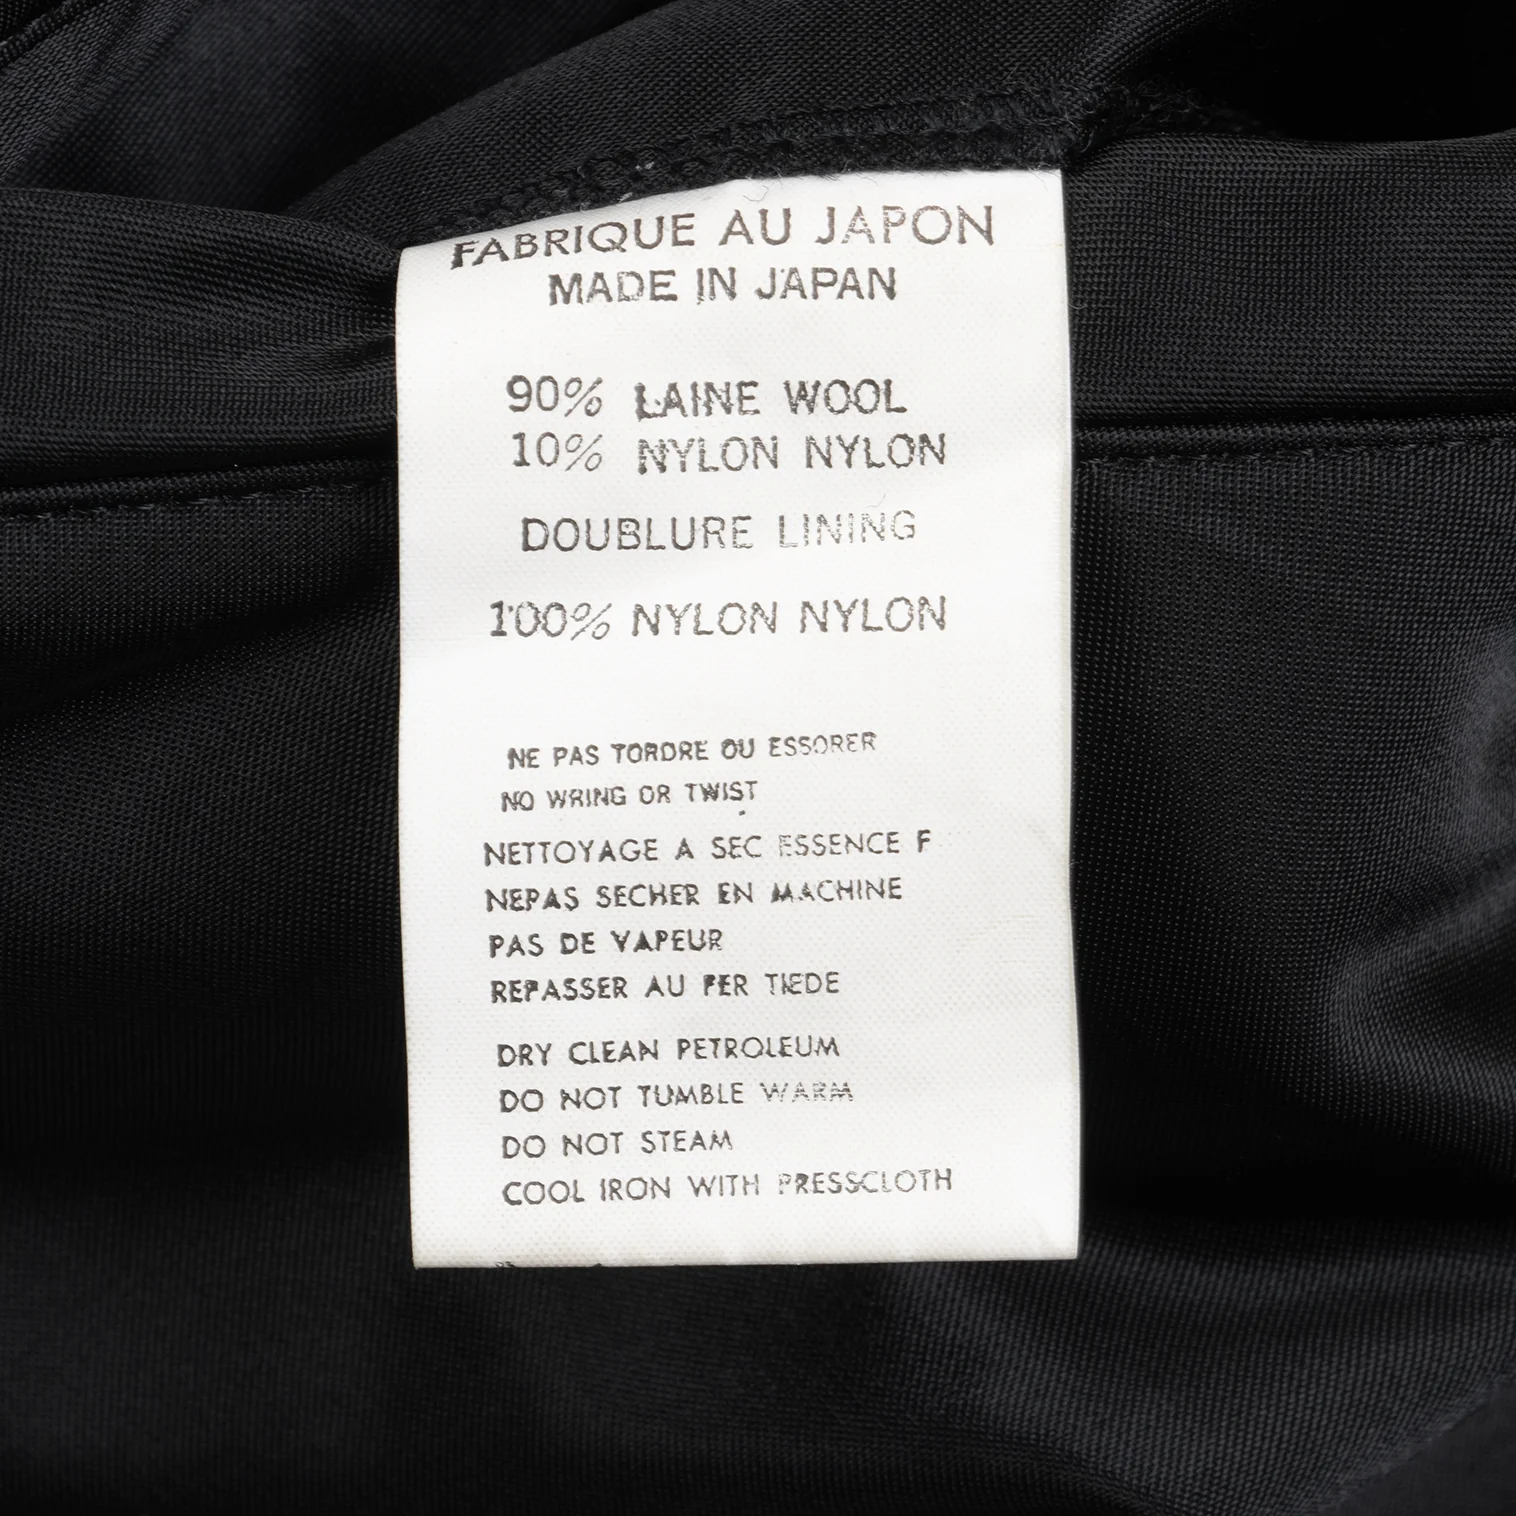 FABRIQUE AU JAPON
MADE IN JAPAN
90% LAINE WOOL
10% NYLON NYLON
DOUBLURE LINING
100% NYLON NYLON
NE PAS TORDRE OU ESSORER
NO WRING OR TWIST
NETTOYAGE A SEC ESSENCE F
NEPAS SECHER EN MACHINE
PAS DE VAPEUR
REPASSER AU FER TIEDE
DRY CLEAN PETROLEUM
DO NOT TUMBLE WARM
DO NOT STEAM
COOL IRON WITH PRESSCLOTH